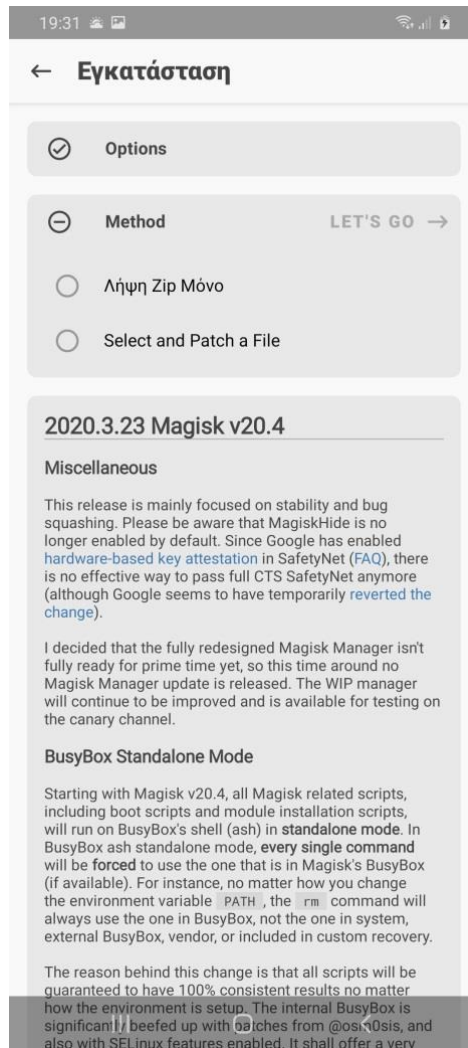 19:31
← Εγκατάσταση
Options
Method LET'S GO →
Λήψη Zip Μόνο
Select and Patch a File
2020.3.23 Magisk v20.4
Miscellaneous
This release is mainly focused on stability and bug
squashing. Please be aware that MagiskHide is no
longer enabled by default. Since Google has enabled
hardware-based key attestation in SafetyNet (FAQ), there
is no effective way to pass full CTS SafetyNet anymore
(although Google seems to have temporarily reverted the
change).
I decided that the fully redesigned Magisk Manager isn't
fully ready for prime time yet, so this time around no
Magisk Manager update is released. The WIP manager
will continue to be improved and is available for testing on
the canary channel.
BusyBox Standalone Mode
Starting with Magisk v20.4, all Magisk related scripts,
including boot scripts and module installation scripts,
will run on BusyBox's shell (ash) in standalone mode. In
BusyBox ash standalone mode, every single command
will be forced to use the one that is in Magisk's BusyBox
(if available). For instance, no matter how you change
the environment variable PATH , the rm command will
always use the one in BusyBox, not the one in system,
external BusyBox, vendor, or included in custom recovery.
The reason behind this change is that all scripts will be
guaranteed to have 100% consistent results no matter
how the environment is setup. The internal BusyBox is
significantly beefed up with patches from @osm0sis, and
also with SELinux features enabled. It shall offer a very